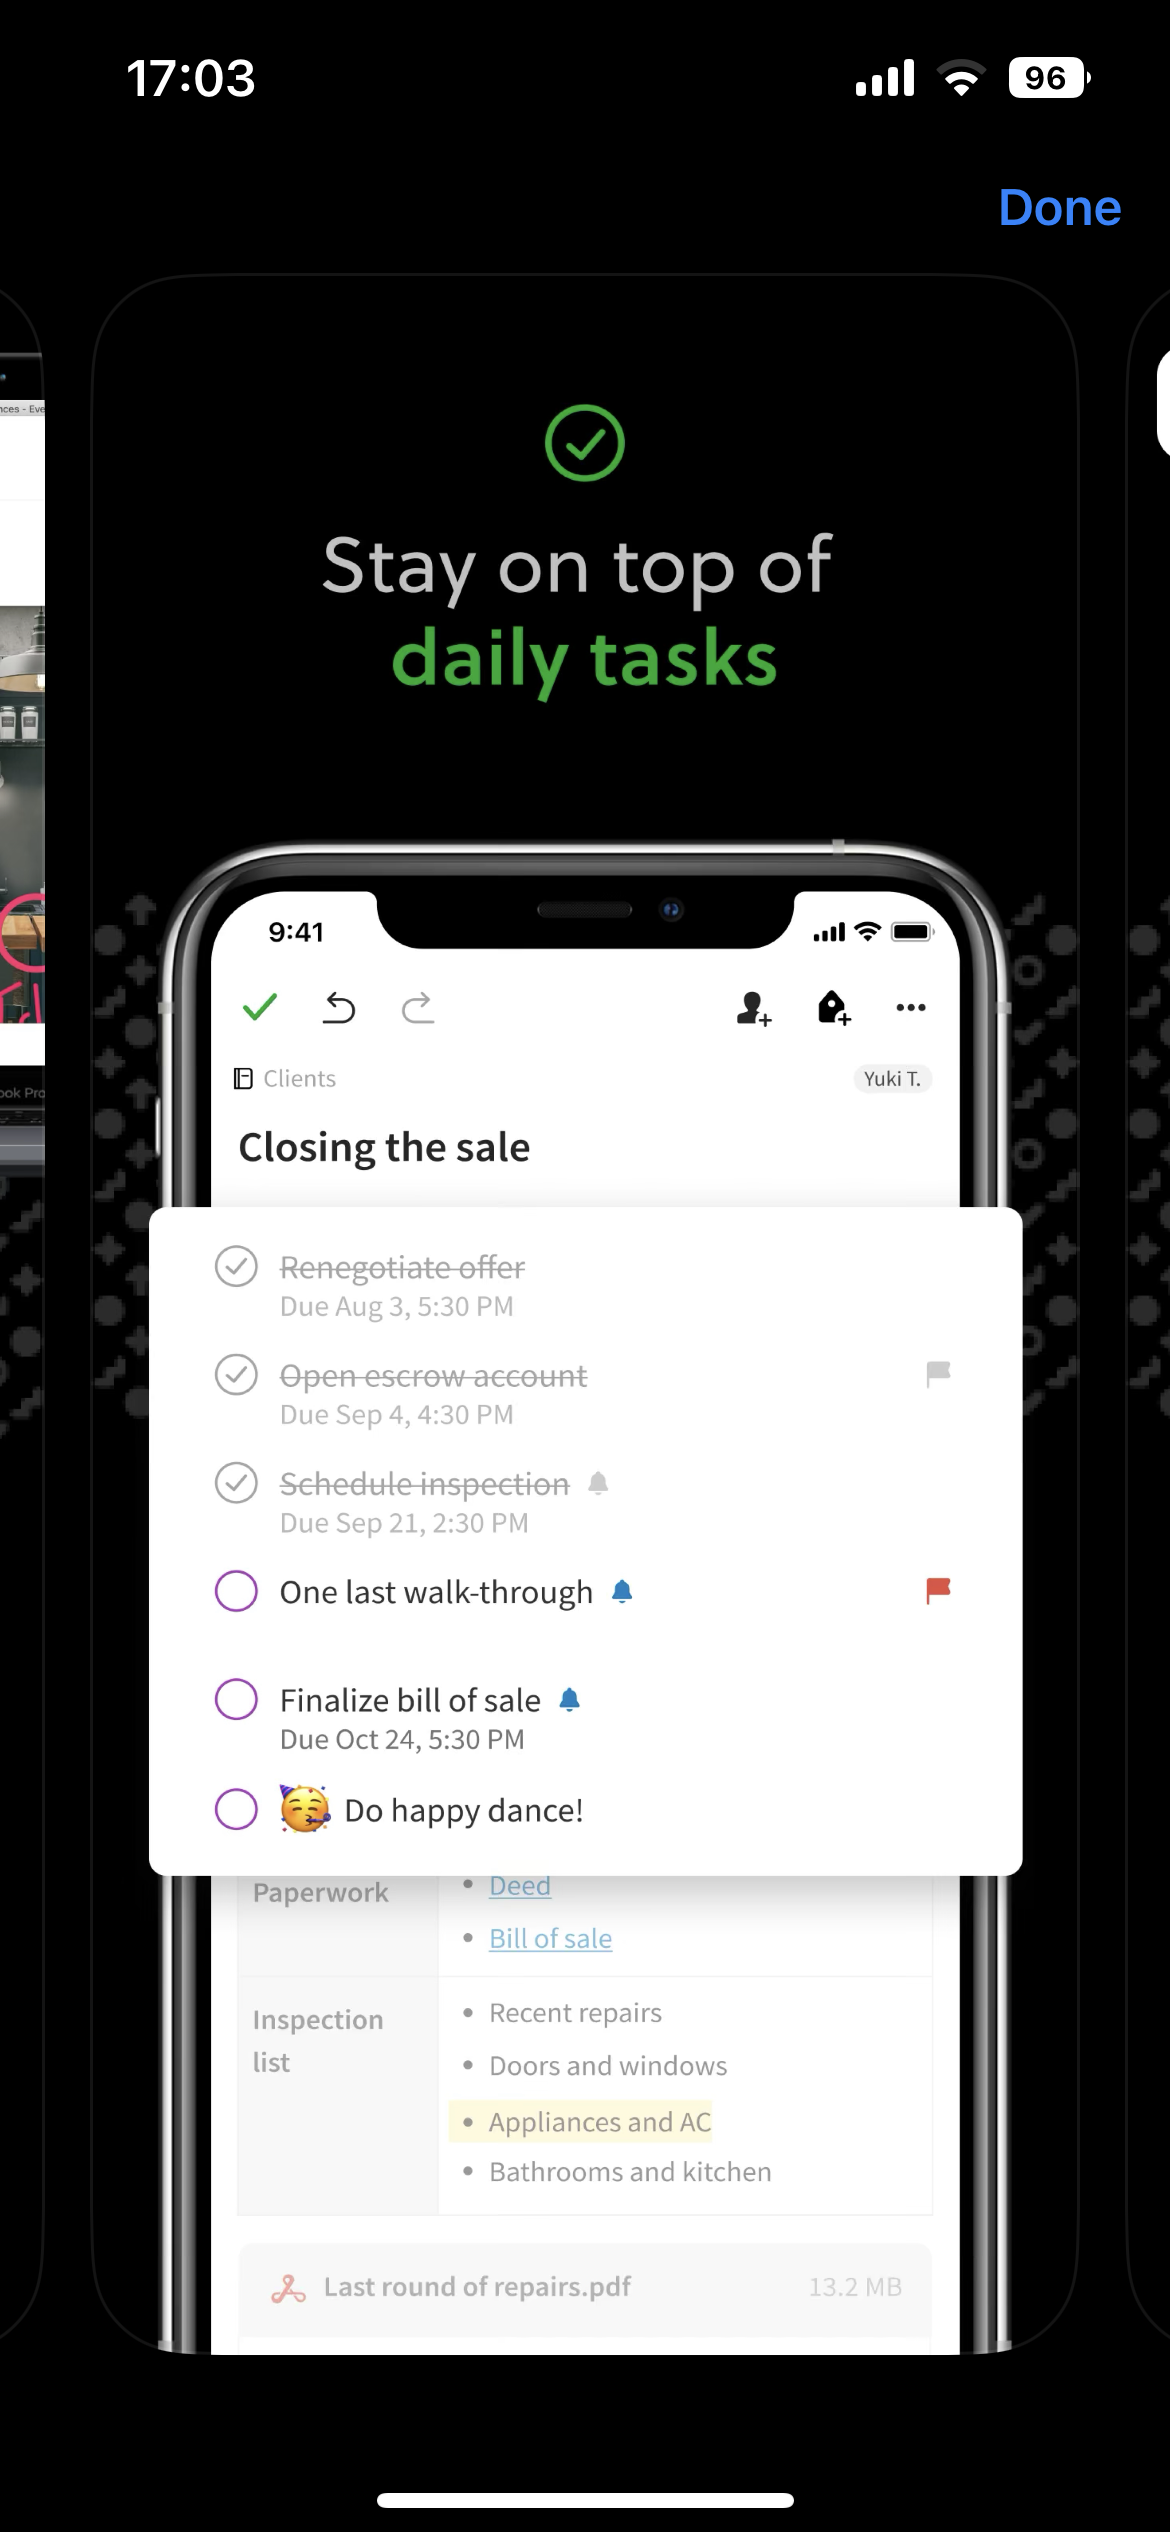 17:03
96
Done
nces - Eve
Stay on top of
daily tasks
9:41
Clients
Yuki T.
Closing the sale
Renegotiate offer
Due Aug 3, 5:30 PM
Open escrow account
Due Sep 4, 4:30 PM
Schedule inspection
Due Sep 21, 2:30 PM
One last walk-through
Finalize bill of sale
Due Oct 24, 5:30 PM
Do happy dance!
Paperwork
• Deed
• Bill of sale
Inspection
list
• Recent repairs
• Doors and windows
• Appliances and AC
• Bathrooms and kitchen
Last round of repairs.pdf
13.2 MB
ook Pro